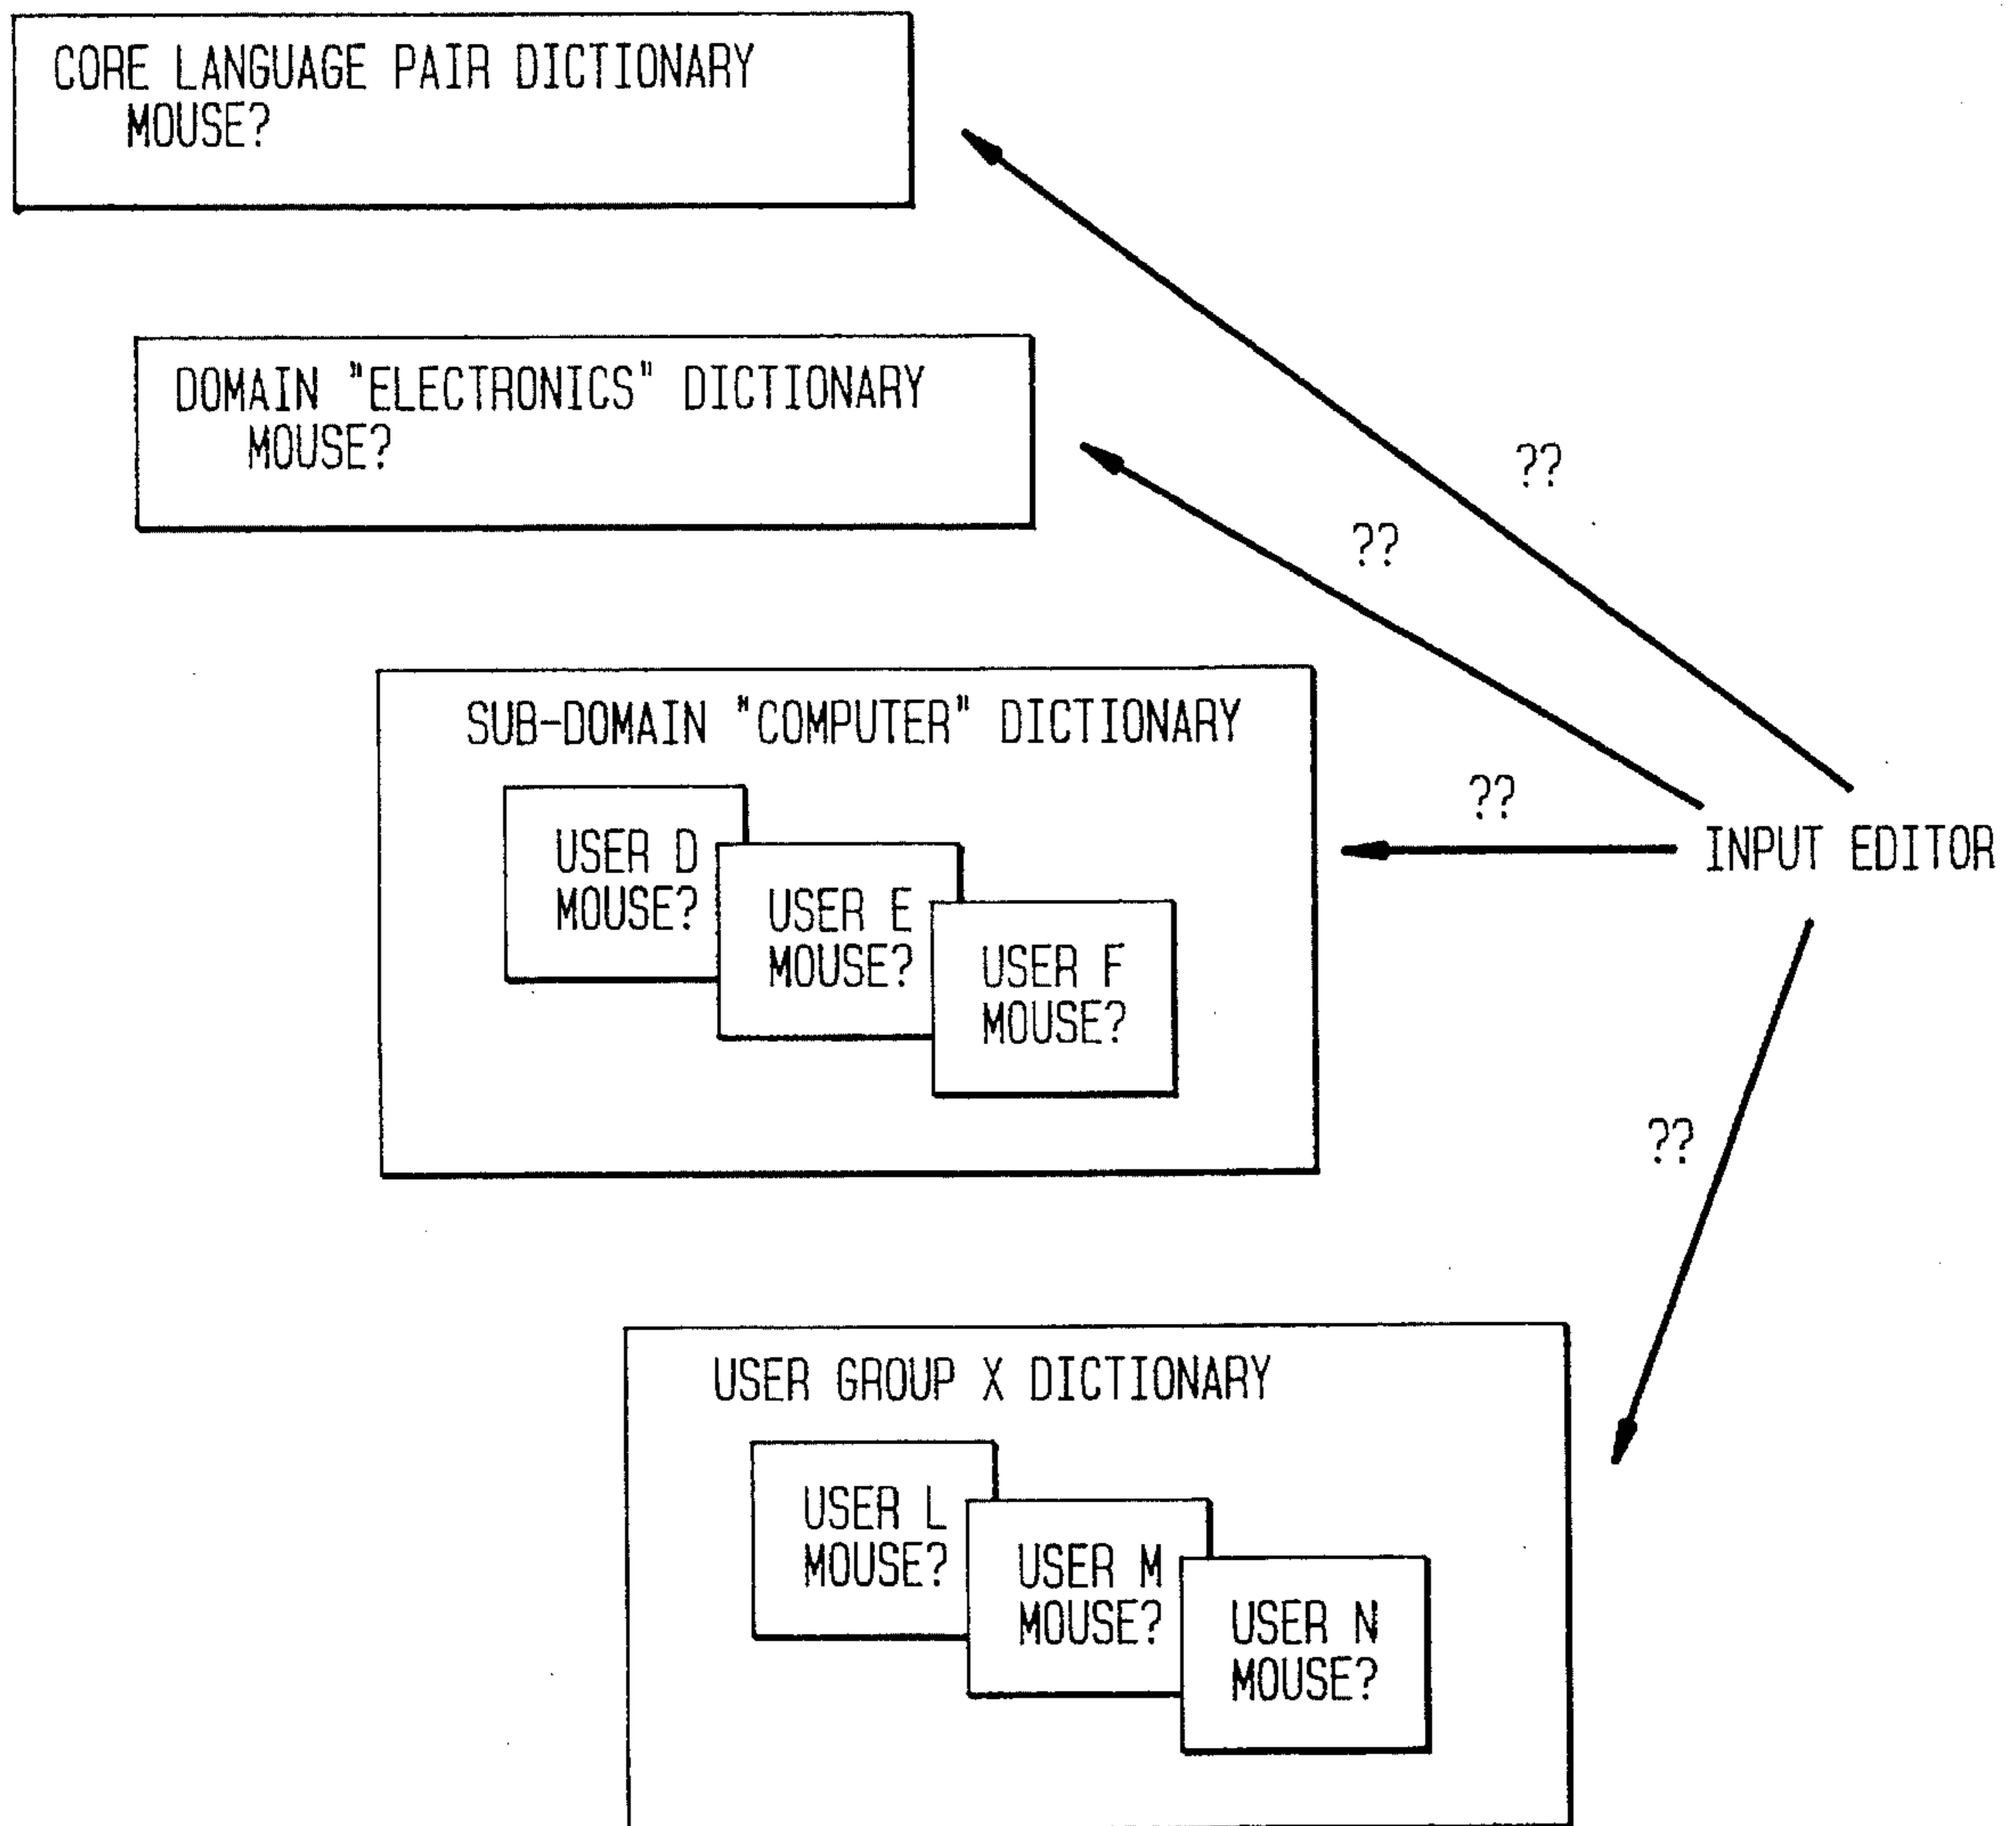 CORE LANGUAGE PAIR DICTIONARY
MOUSE?
DOMAIN "ELECTRONICS" DICTIONARY
MOUSE?
??
??
SUB-DOMAIN "COMPUTER" DICTIONARY
USER D
MOUSE?
USER E
MOUSE?
USER F
MOUSE?
??
INPUT EDITOR
??
USER GROUP X DICTIONARY
USER L
MOUSE?
USER M
MOUSE?
USER N
MOUSE?